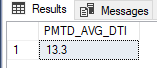 Results Messages
PMTD_AVG_DTI
1 13.3